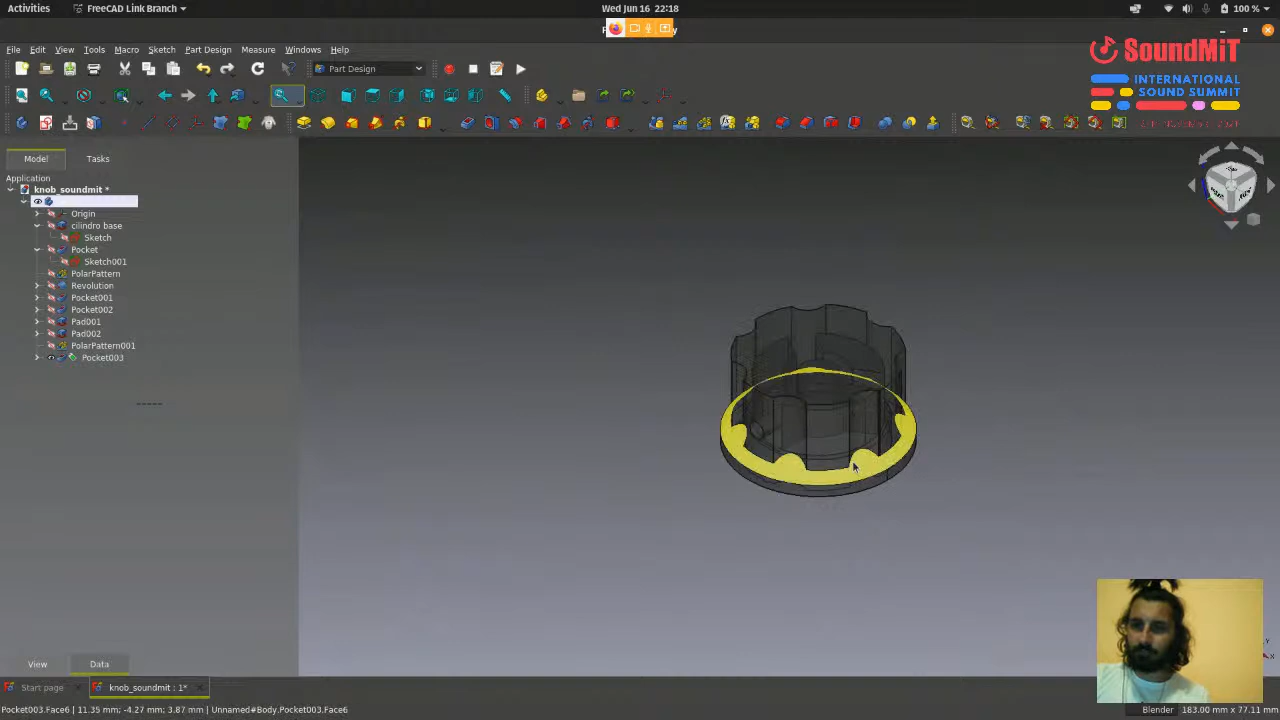 Activities
FreeCAD Link Branch
Wed Jun 16 22:18
100 %
File Edit View Tools Macro Sketch Part Design Measure Windows Help
SoundMiT
INTERNATIONAL
SOUND SUMMIT
Part Design
Model Tasks
Application
knob_soundmit *
Origin
cilindro base
Sketch
Pocket
Sketch001
PolarPattern
Revolution
Pocket001
Pocket002
Pad001
Pad002
PolarPattern001
Pocket003
View Data
Start page knob_soundmit : 1*
Pocket003.Face6 | 11.35 mm; -4.27 mm; 3.87 mm | Unnamed#Body.Pocket003.Face6
Blender 183.00 mm x 77.11 mm